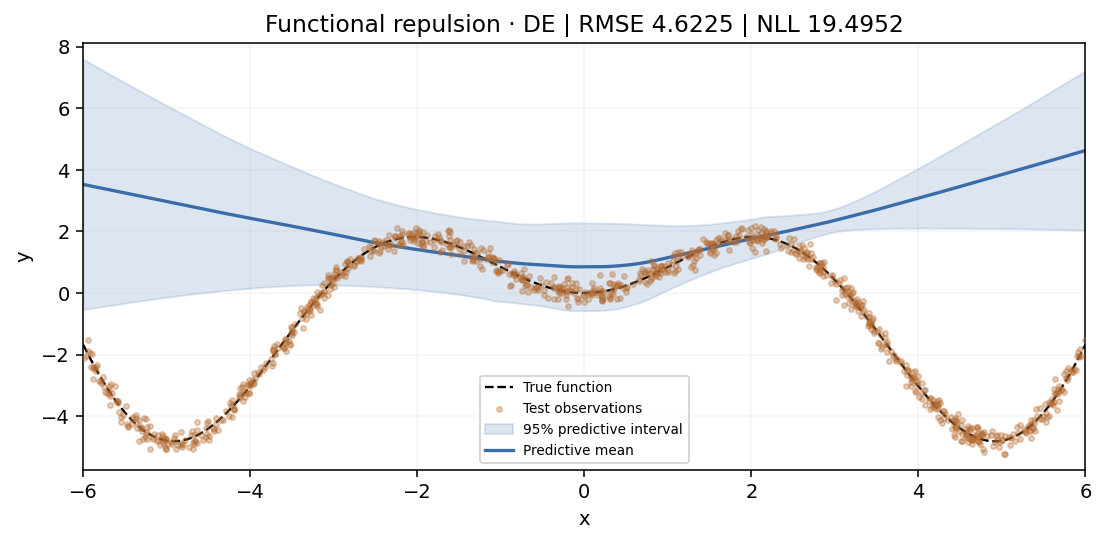 Functional repulsion · DE | RMSE 4.6225 | NLL 19.4952
8
6
4
2
0
−2
−4
y
True function
Test observations
95% predictive interval
Predictive mean
−6
−4
−2
0
2
4
6
x